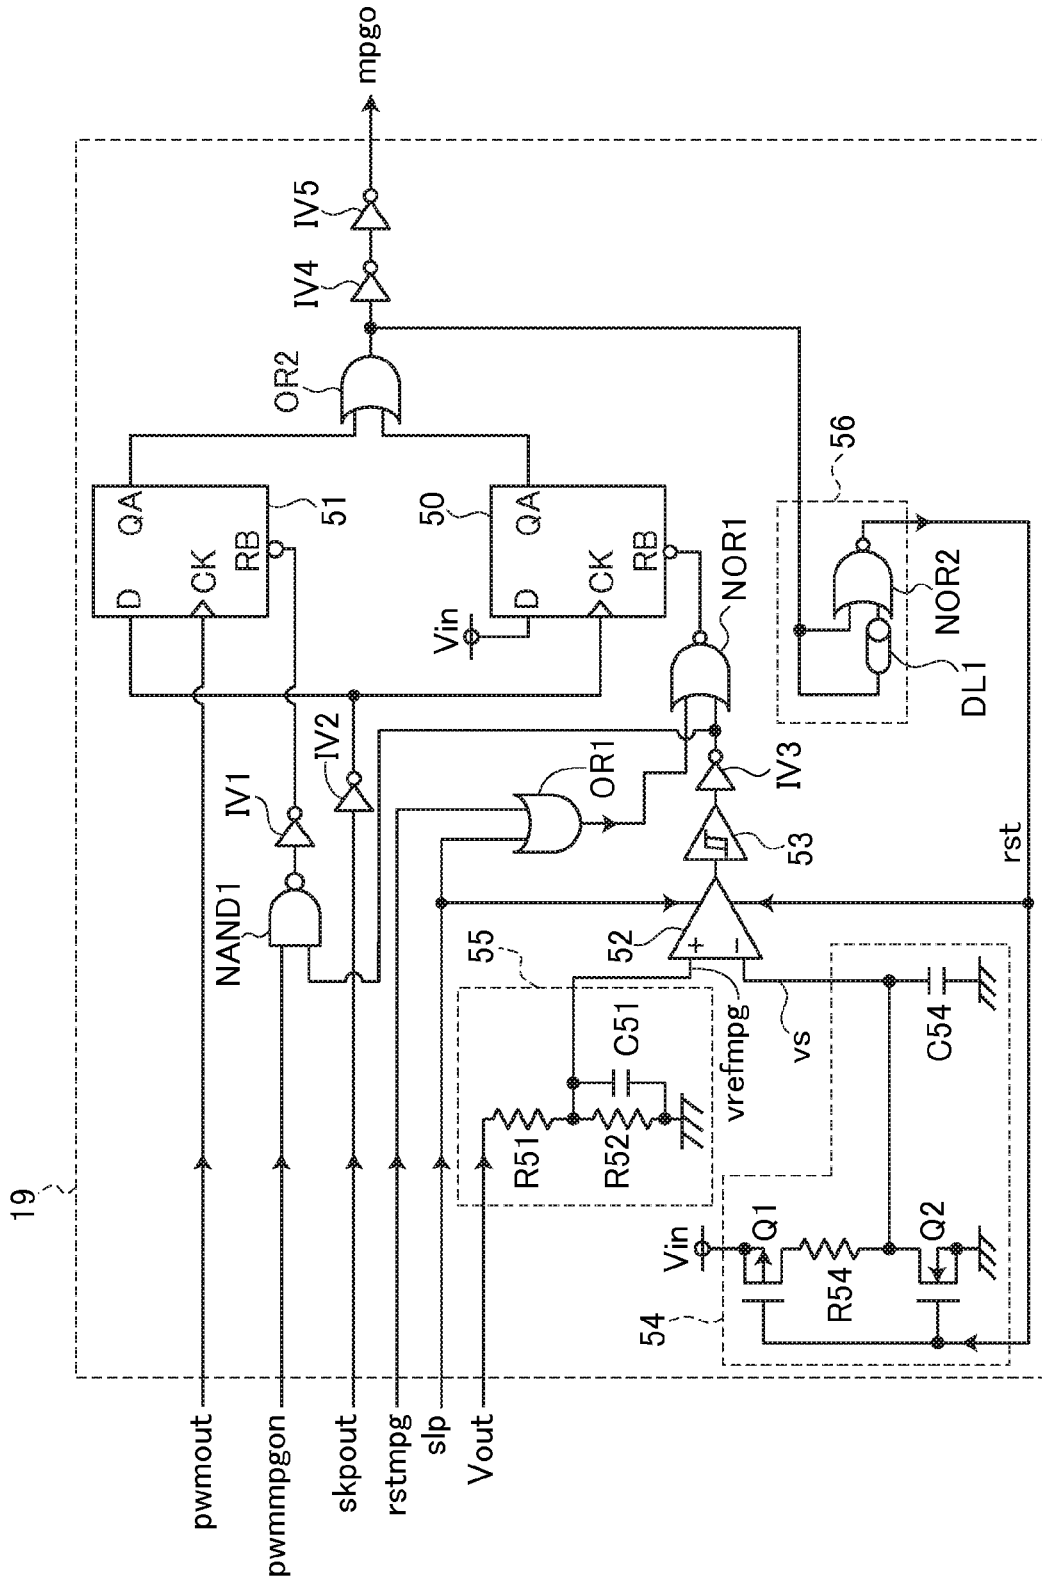 19
pwmout
pwmmpgon
skpout
rstmpg
slp
Vout
NAND1
IV1
IV2
D
CK
QA
RB
51
Vin
D
CK
QA
RB
50
OR2
IV4
IV5
mpgo
OR1
NOR1
55
R51
R52
C51
52
+
-
vrefmpg
vs
53
IV3
56
DL1
NOR2
54
Vin
Q1
R54
Q2
C54
rst